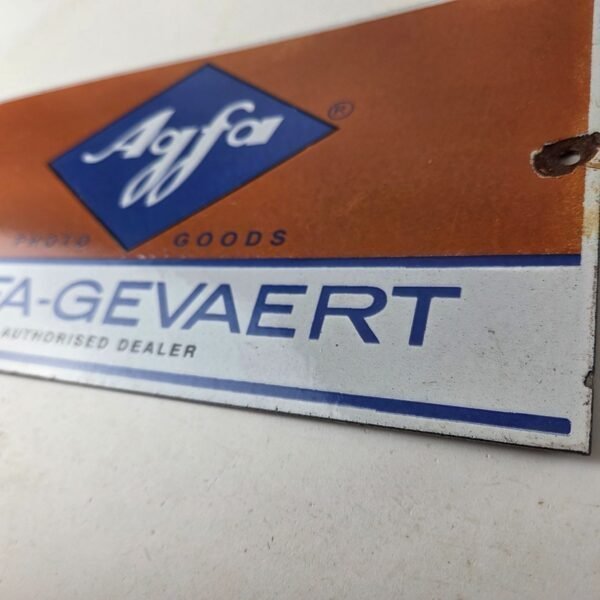 Agfa ®
PHOTO GOODS
FA-GEVAERT
AUTHORISED DEALER